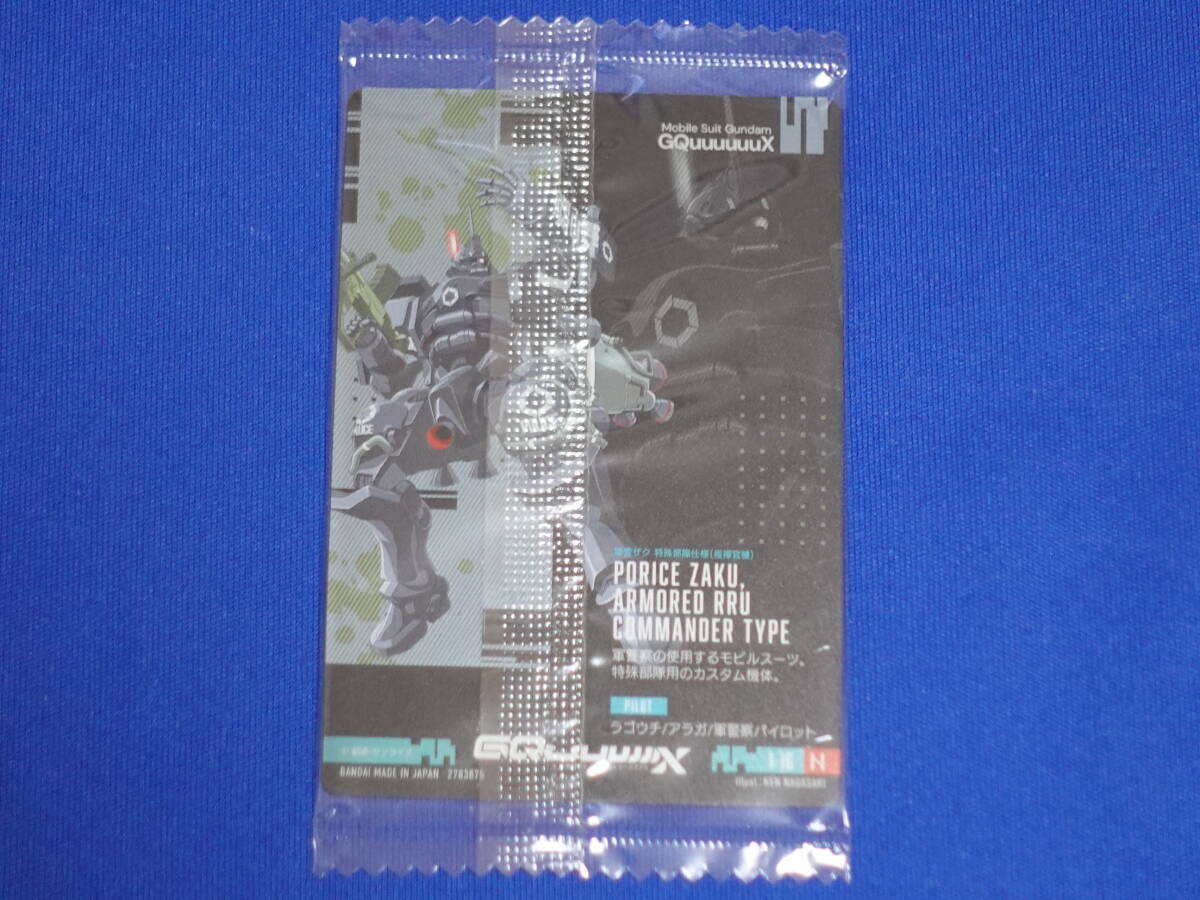 Mobile Suit Gundam
GQuuuuuuX
軍警ザク 特殊部隊仕様(指揮官機)
PORICE ZAKU,
ARMORED RRU
COMMANDER TYPE
軍警察の使用するモビルスーツ。
特殊部隊用のカスタム機体。
PILOT
ラゴウチ/アラガ/軍警察パイロット
GQuuuuuuX
N
BANDAI MADE IN JAPAN 2783875